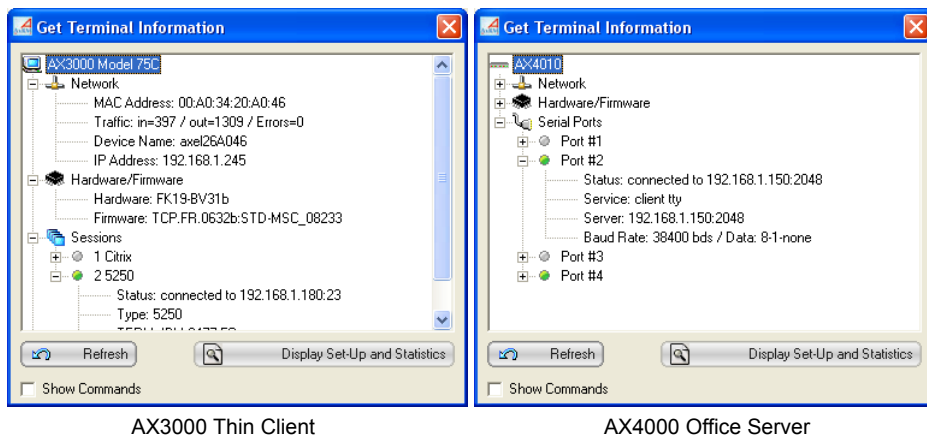 Get Terminal Information
AX3000 Model 75C
Network
MAC Address: 00:A0:34:20:A0:46
Traffic: in=397 / out=1309 / Errors=0
Device Name: axel26A046
IP Address: 192.168.1.245
Hardware/Firmware
Hardware: FK19-BV31b
Firmware: TCP.FR.0632b:STD-MSC_08233
Sessions
1 Citrix
2 5250
Status: connected to 192.168.1.180:23
Type: 5250
Refresh
Display Set-Up and Statistics
Show Commands
AX3000 Thin Client
Get Terminal Information
AX4010
Network
Hardware/Firmware
Serial Ports
Port #1
Port #2
Status: connected to 192.168.1.150:2048
Service: client tty
Server: 192.168.1.150:2048
Baud Rate: 38400 bds / Data: 8-1-none
Port #3
Port #4
Refresh
Display Set-Up and Statistics
Show Commands
AX4000 Office Server